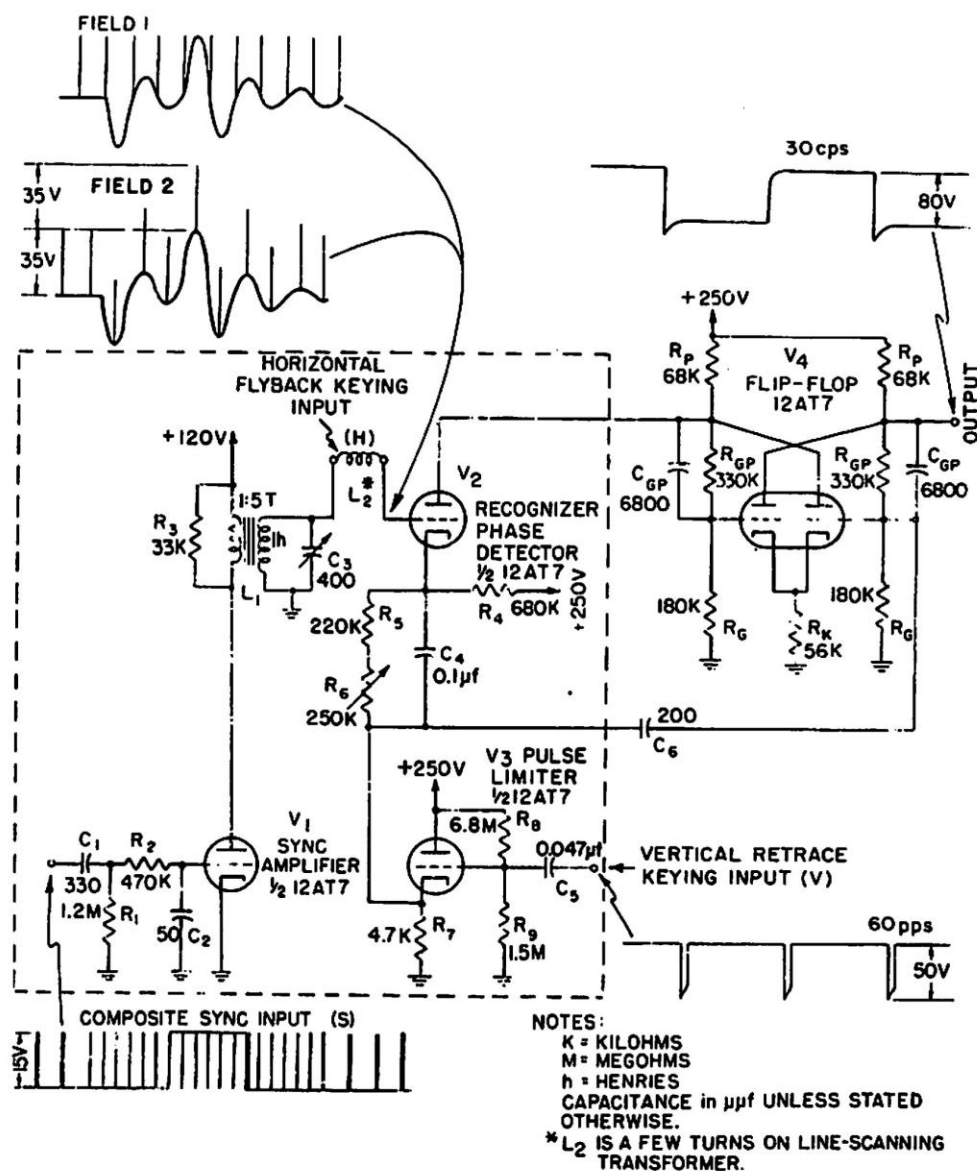 FIELD 1
35V
FIELD 2
35V
30 cps
80V
+250V
RP
68K
V4
FLIP-FLOP
12AT7
RP
68K
OUTPUT
CGP
6800
RGP
330K
RGP
330K
CGP
6800
180K
RG
RK
56K
180K
RG
HORIZONTAL
FLYBACK KEYING
INPUT
(H)
L2*
+120V
1:5T
R3
33K
1h
L1
C3
400
V2
RECOGNIZER
PHASE
DETECTOR
1/2 12AT7
R4
680K
+250V
220K
R5
C4
0.1μf
R6
250K
200
C6
V3 PULSE
LIMITER
1/2 12AT7
+250V
6.8M
R8
0.047μf
C5
VERTICAL RETRACE
KEYING INPUT (V)
V1
SYNC
AMPLIFIER
1/2 12AT7
C1
330
R2
470K
1.2M
R1
50
C2
4.7K
R7
R9
1.5M
60 pps
50V
COMPOSITE SYNC INPUT (S)
15V
NOTES:
K = KILOHMS
M = MEGOHMS
h = HENRIES
CAPACITANCE in μμf UNLESS STATED
OTHERWISE.
*L2 IS A FEW TURNS ON LINE-SCANNING
TRANSFORMER.